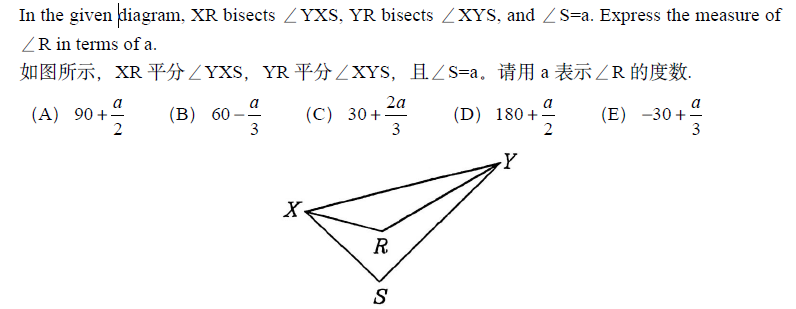 In the given diagram, XR bisects ∠YXS, YR bisects ∠XYS, and ∠S=a. Express the measure of
∠R in terms of a.
如图所示，XR 平分∠YXS，YR 平分∠XYS，且∠S=a。请用 a 表示∠R 的度数.
(A) 90+a/2 (B) 60−a/3 (C) 30+2a/3 (D) 180+a/2 (E) −30+a/3
Y
X
R
S